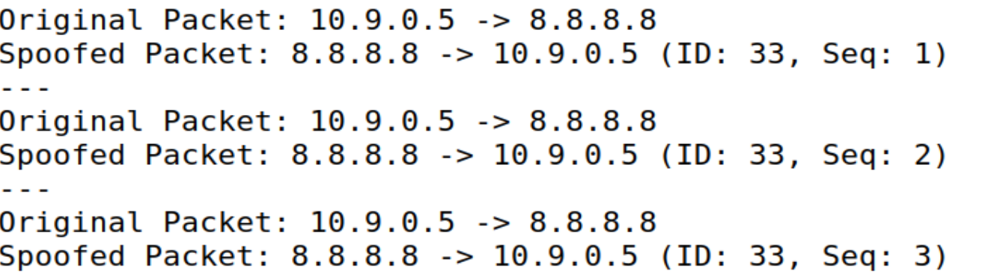 Original Packet: 10.9.0.5 -> 8.8.8.8
Spoofed Packet: 8.8.8.8 -> 10.9.0.5 (ID: 33, Seq: 1)
---
Original Packet: 10.9.0.5 -> 8.8.8.8
Spoofed Packet: 8.8.8.8 -> 10.9.0.5 (ID: 33, Seq: 2)
---
Original Packet: 10.9.0.5 -> 8.8.8.8
Spoofed Packet: 8.8.8.8 -> 10.9.0.5 (ID: 33, Seq: 3)